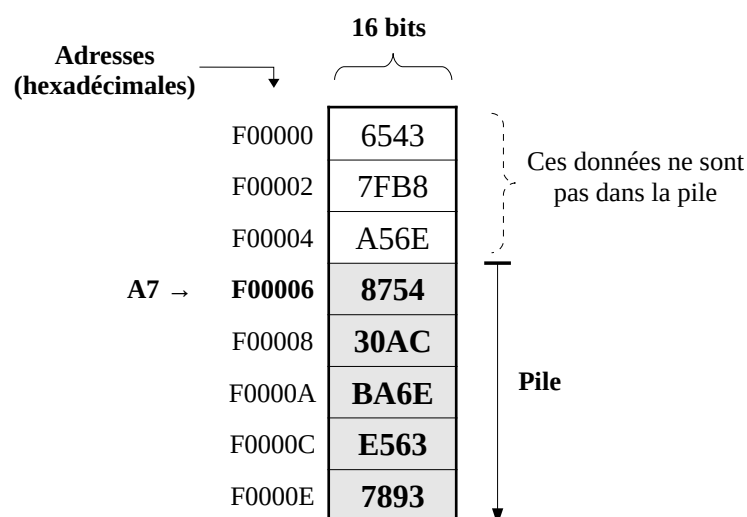 16 bits
Adresses
(hexadécimales)
F00000 6543
F00002 7FB8
F00004 A56E
Ces données ne sont
pas dans la pile
A7 → F00006 8754
F00008 30AC
F0000A BA6E
Pile
F0000C E563
F0000E 7893